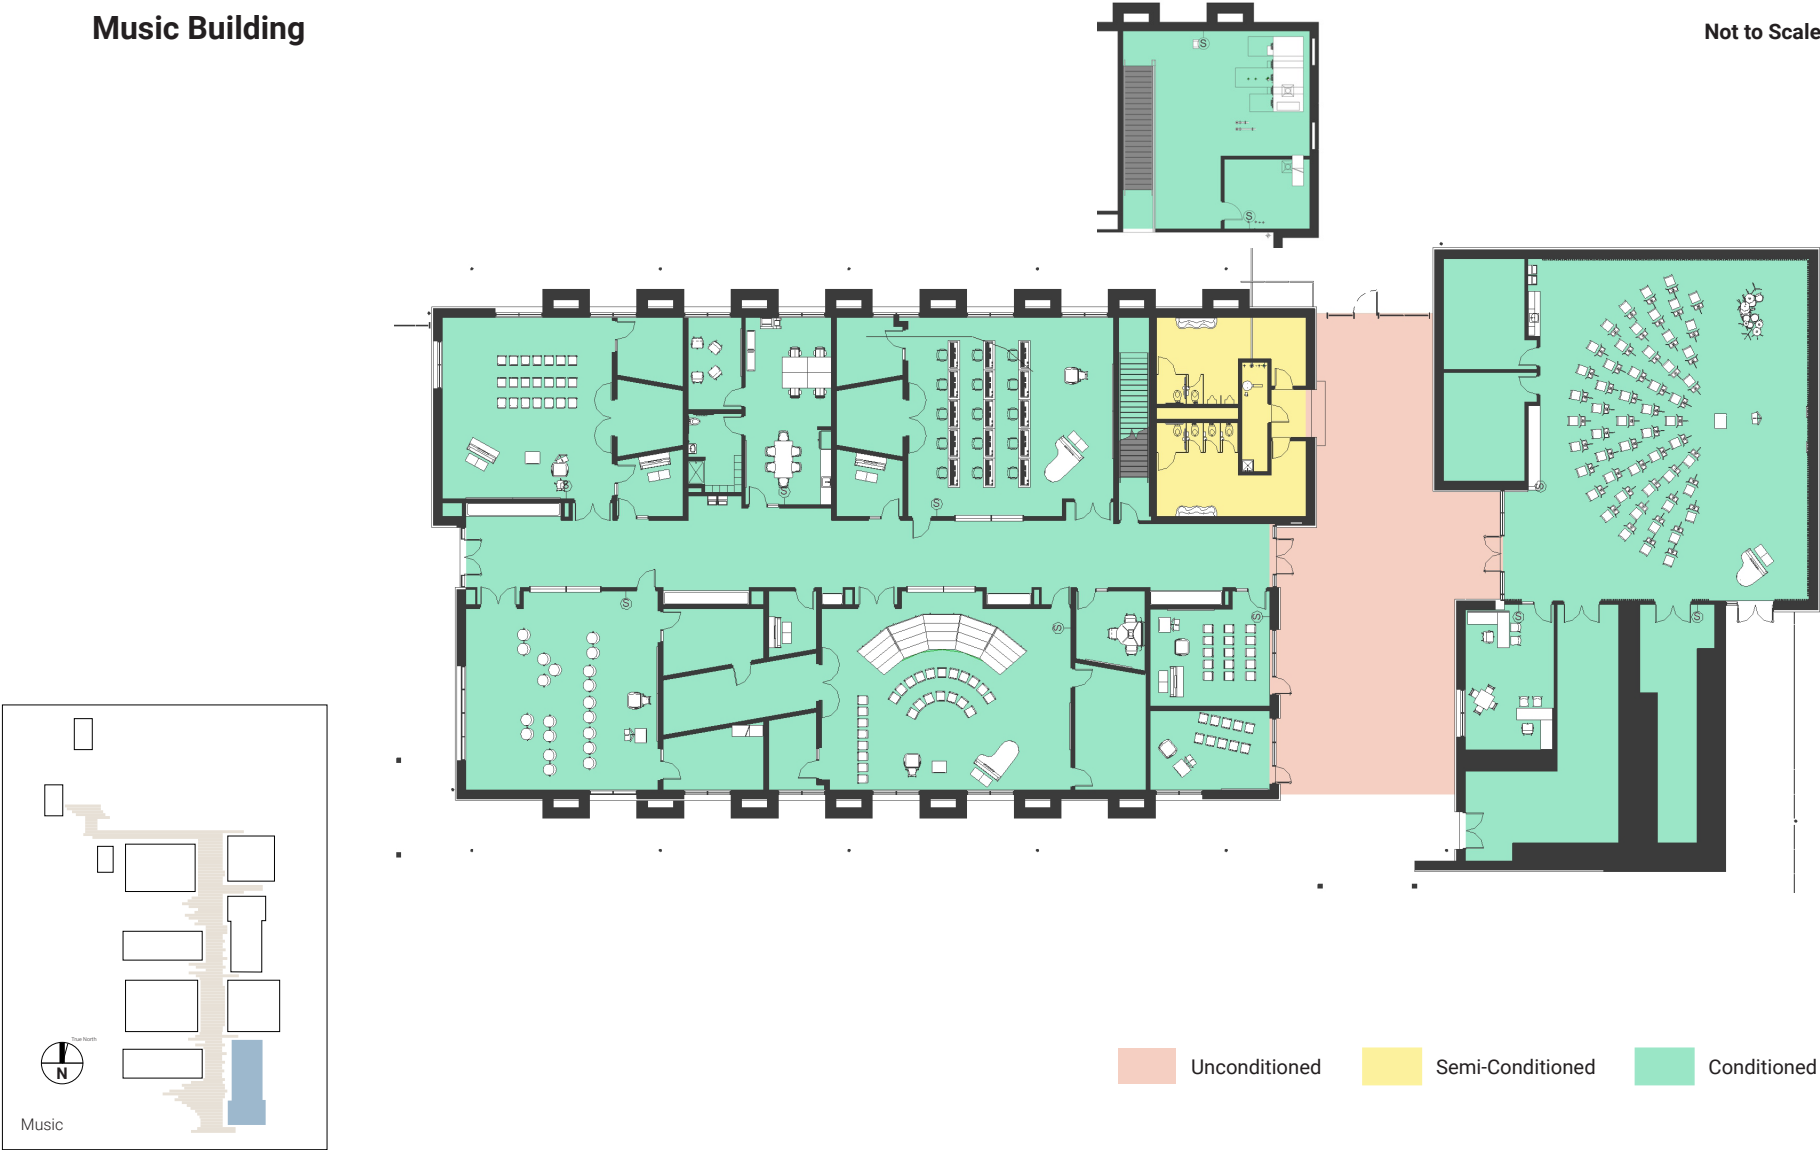 Music Building
Not to Scale
S
S
S
S
S
S
S
S
S
S
S
True North
N
Music
Unconditioned
Semi-Conditioned
Conditioned